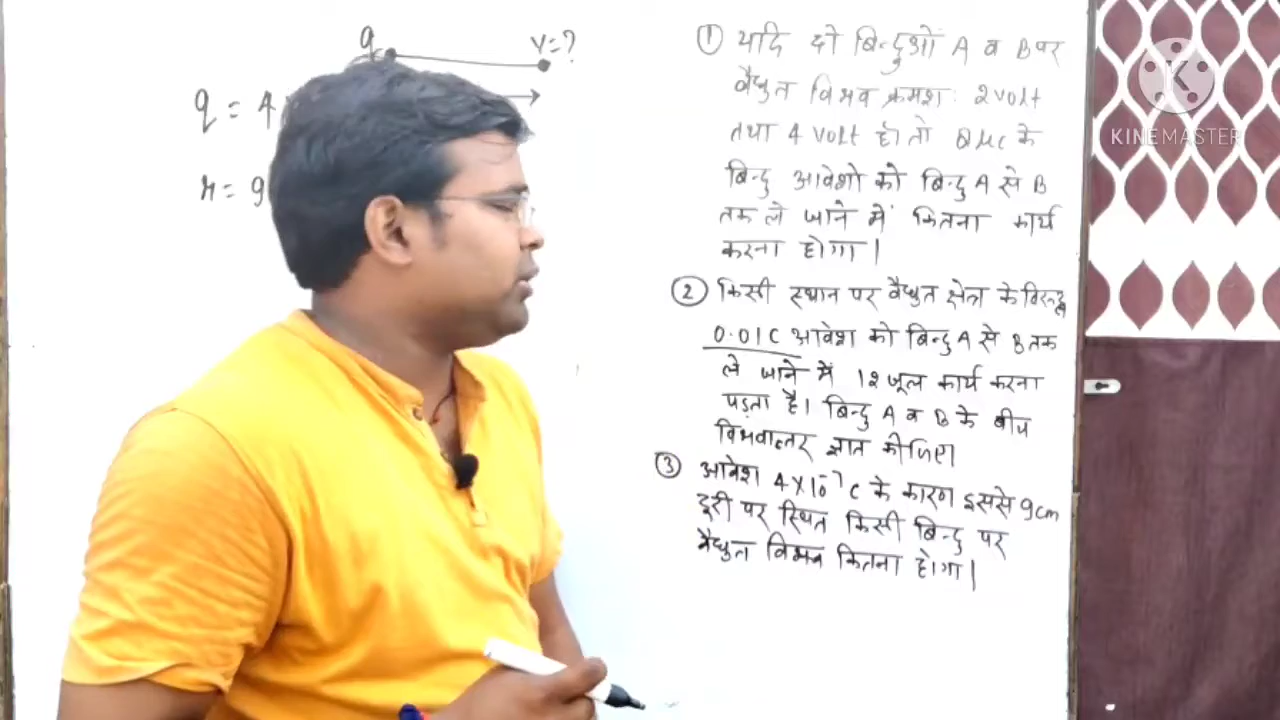 q
v=?
q = 4
r = 9
① यदि दो बिन्दुओं A व B पर
वैद्युत विभव क्रमश: 2volt
तथा 4 volt हो तो 2μc के
बिन्दु आवेशो को बिन्दु A से B
तक ले जाने में कितना कार्य
करना होगा|
② किसी स्थान पर वैद्युत क्षेत्र के विरूद्ध
0.01C आवेश को बिन्दु A से B तक
ले जाने में 12 जूल कार्य करना
पड़ता है। बिन्दु A व B के बीच
विभवान्तर ज्ञात कीजिए|
③ आवेश 4×10⁻⁷ C के कारण इससे 9cm
दूरी पर स्थित किसी बिन्दु पर
वैद्युत विभव कितना होगा|
KINEMASTER